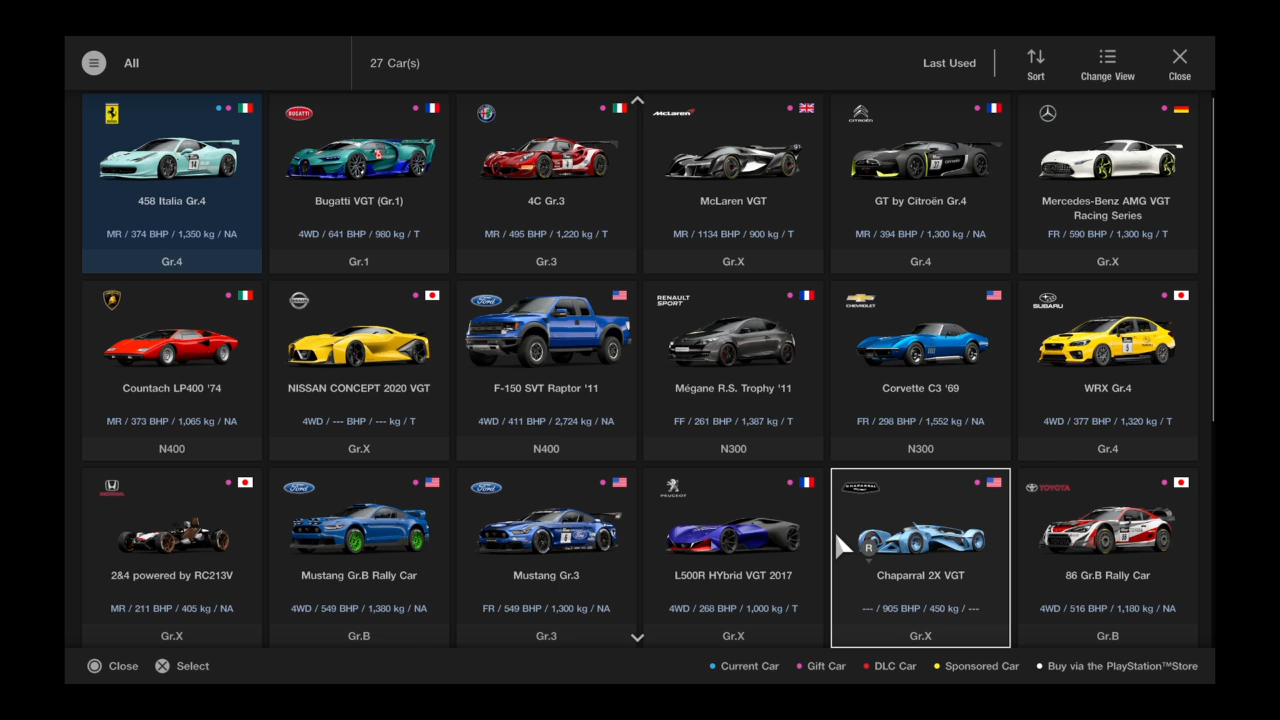 All
27 Car(s)
Last Used
Sort
Change View
Close
458 Italia Gr.4
MR / 374 BHP / 1,350 kg / NA
Gr.4
BUGATTI
Bugatti VGT (Gr.1)
4WD / 641 BHP / 980 kg / T
Gr.1
4C Gr.3
MR / 495 BHP / 1,220 kg / T
Gr.3
McLaren
McLaren VGT
MR / 1134 BHP / 900 kg / T
Gr.X
CITROËN
GT by Citroën Gr.4
MR / 394 BHP / 1,300 kg / NA
Gr.4
Mercedes-Benz AMG VGT
Racing Series
FR / 590 BHP / 1,300 kg / T
Gr.X
Countach LP400 '74
MR / 373 BHP / 1,065 kg / NA
N400
NISSAN
NISSAN CONCEPT 2020 VGT
4WD / --- BHP / --- kg / T
Gr.X
Ford
F-150 SVT Raptor '11
4WD / 411 BHP / 2,724 kg / NA
N400
RENAULT
SPORT
Mégane R.S. Trophy '11
FF / 261 BHP / 1,387 kg / T
N300
CHEVROLET
Corvette C3 '69
FR / 298 BHP / 1,552 kg / NA
N300
SUBARU
WRX Gr.4
4WD / 377 BHP / 1,320 kg / T
Gr.4
HONDA
2&4 powered by RC213V
MR / 211 BHP / 405 kg / NA
Gr.X
Ford
Mustang Gr.B Rally Car
4WD / 549 BHP / 1,380 kg / NA
Gr.B
Ford
Mustang Gr.3
FR / 549 BHP / 1,300 kg / NA
Gr.3
PEUGEOT
L500R HYbrid VGT 2017
4WD / 268 BHP / 1,000 kg / T
Gr.X
CHAPARRAL
R
Chaparral 2X VGT
--- / 905 BHP / 450 kg / ---
Gr.X
TOYOTA
86 Gr.B Rally Car
4WD / 516 BHP / 1,180 kg / NA
Gr.B
Close
Select
Current Car
Gift Car
DLC Car
Sponsored Car
Buy via the PlayStation™Store